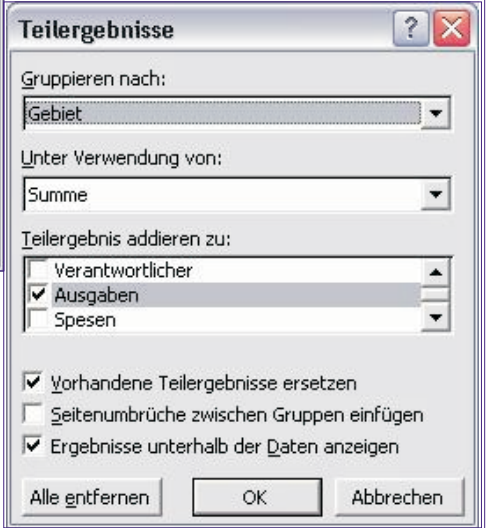 Teilergebnisse
Gruppieren nach:
Gebiet
Unter Verwendung von:
Summe
Teilergebnis addieren zu:
Verantwortlicher
Ausgaben
Spesen
Vorhandene Teilergebnisse ersetzen
Seitenumbrüche zwischen Gruppen einfügen
Ergebnisse unterhalb der Daten anzeigen
Alle entfernen OK Abbrechen